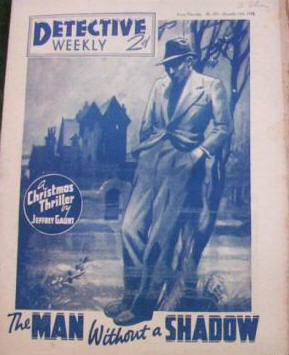 DETECTIVE
WEEKLY 2d
A
Christmas
Thriller
by
JEFFREY GAUNT
The MAN Without a SHADOW